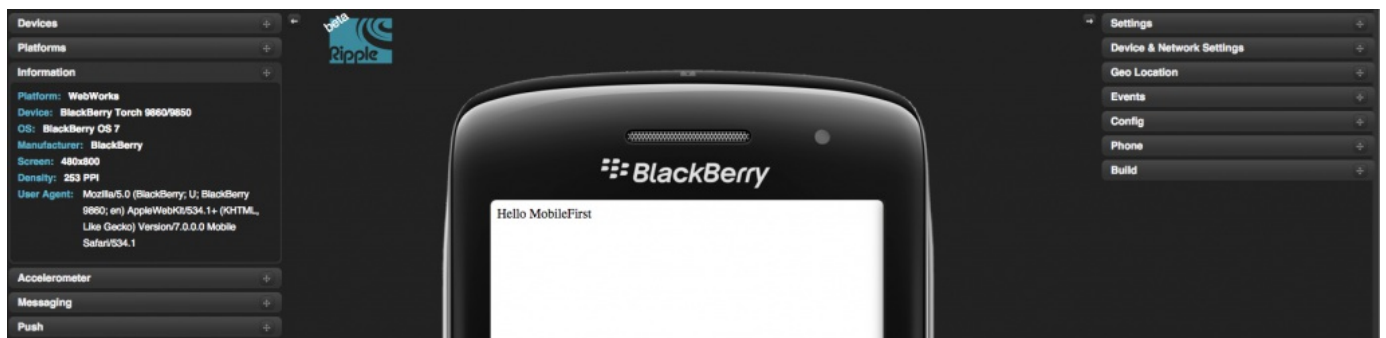 Devices
Platforms
Information
Platform: WebWorks
Device: BlackBerry Torch 9860/9850
OS: BlackBerry OS 7
Manufacturer: BlackBerry
Screen: 480x800
Density: 253 PPI
User Agent: Mozilla/5.0 (BlackBerry; U; BlackBerry
9860; en) AppleWebKit/534.1+ (KHTML,
Like Gecko) Version/7.0.0.0 Mobile
Safari/534.1
Accelerometer
Messaging
Push
beta
Ripple
BlackBerry
Hello MobileFirst
Settings
Device & Network Settings
Geo Location
Events
Config
Phone
Build